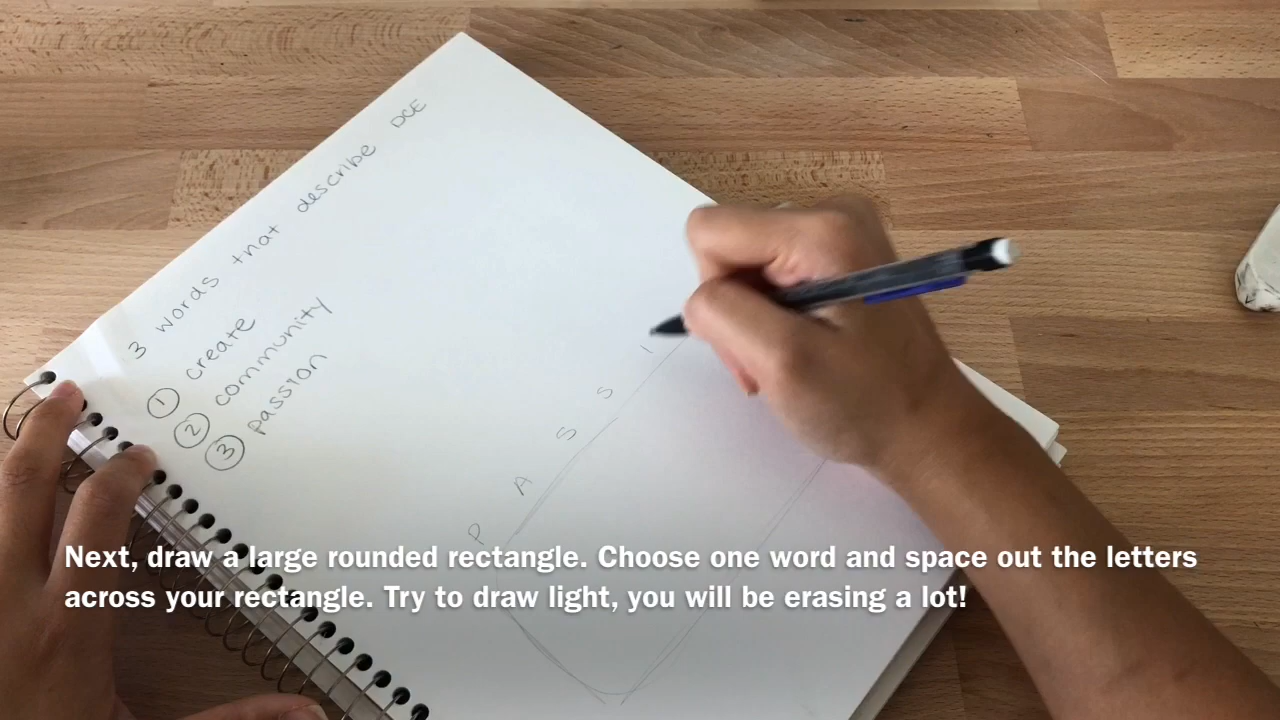 3 words that describe DCE
① create
② community
③ passion
P A S S I
Next, draw a large rounded rectangle. Choose one word and space out the letters
across your rectangle. Try to draw light, you will be erasing a lot!